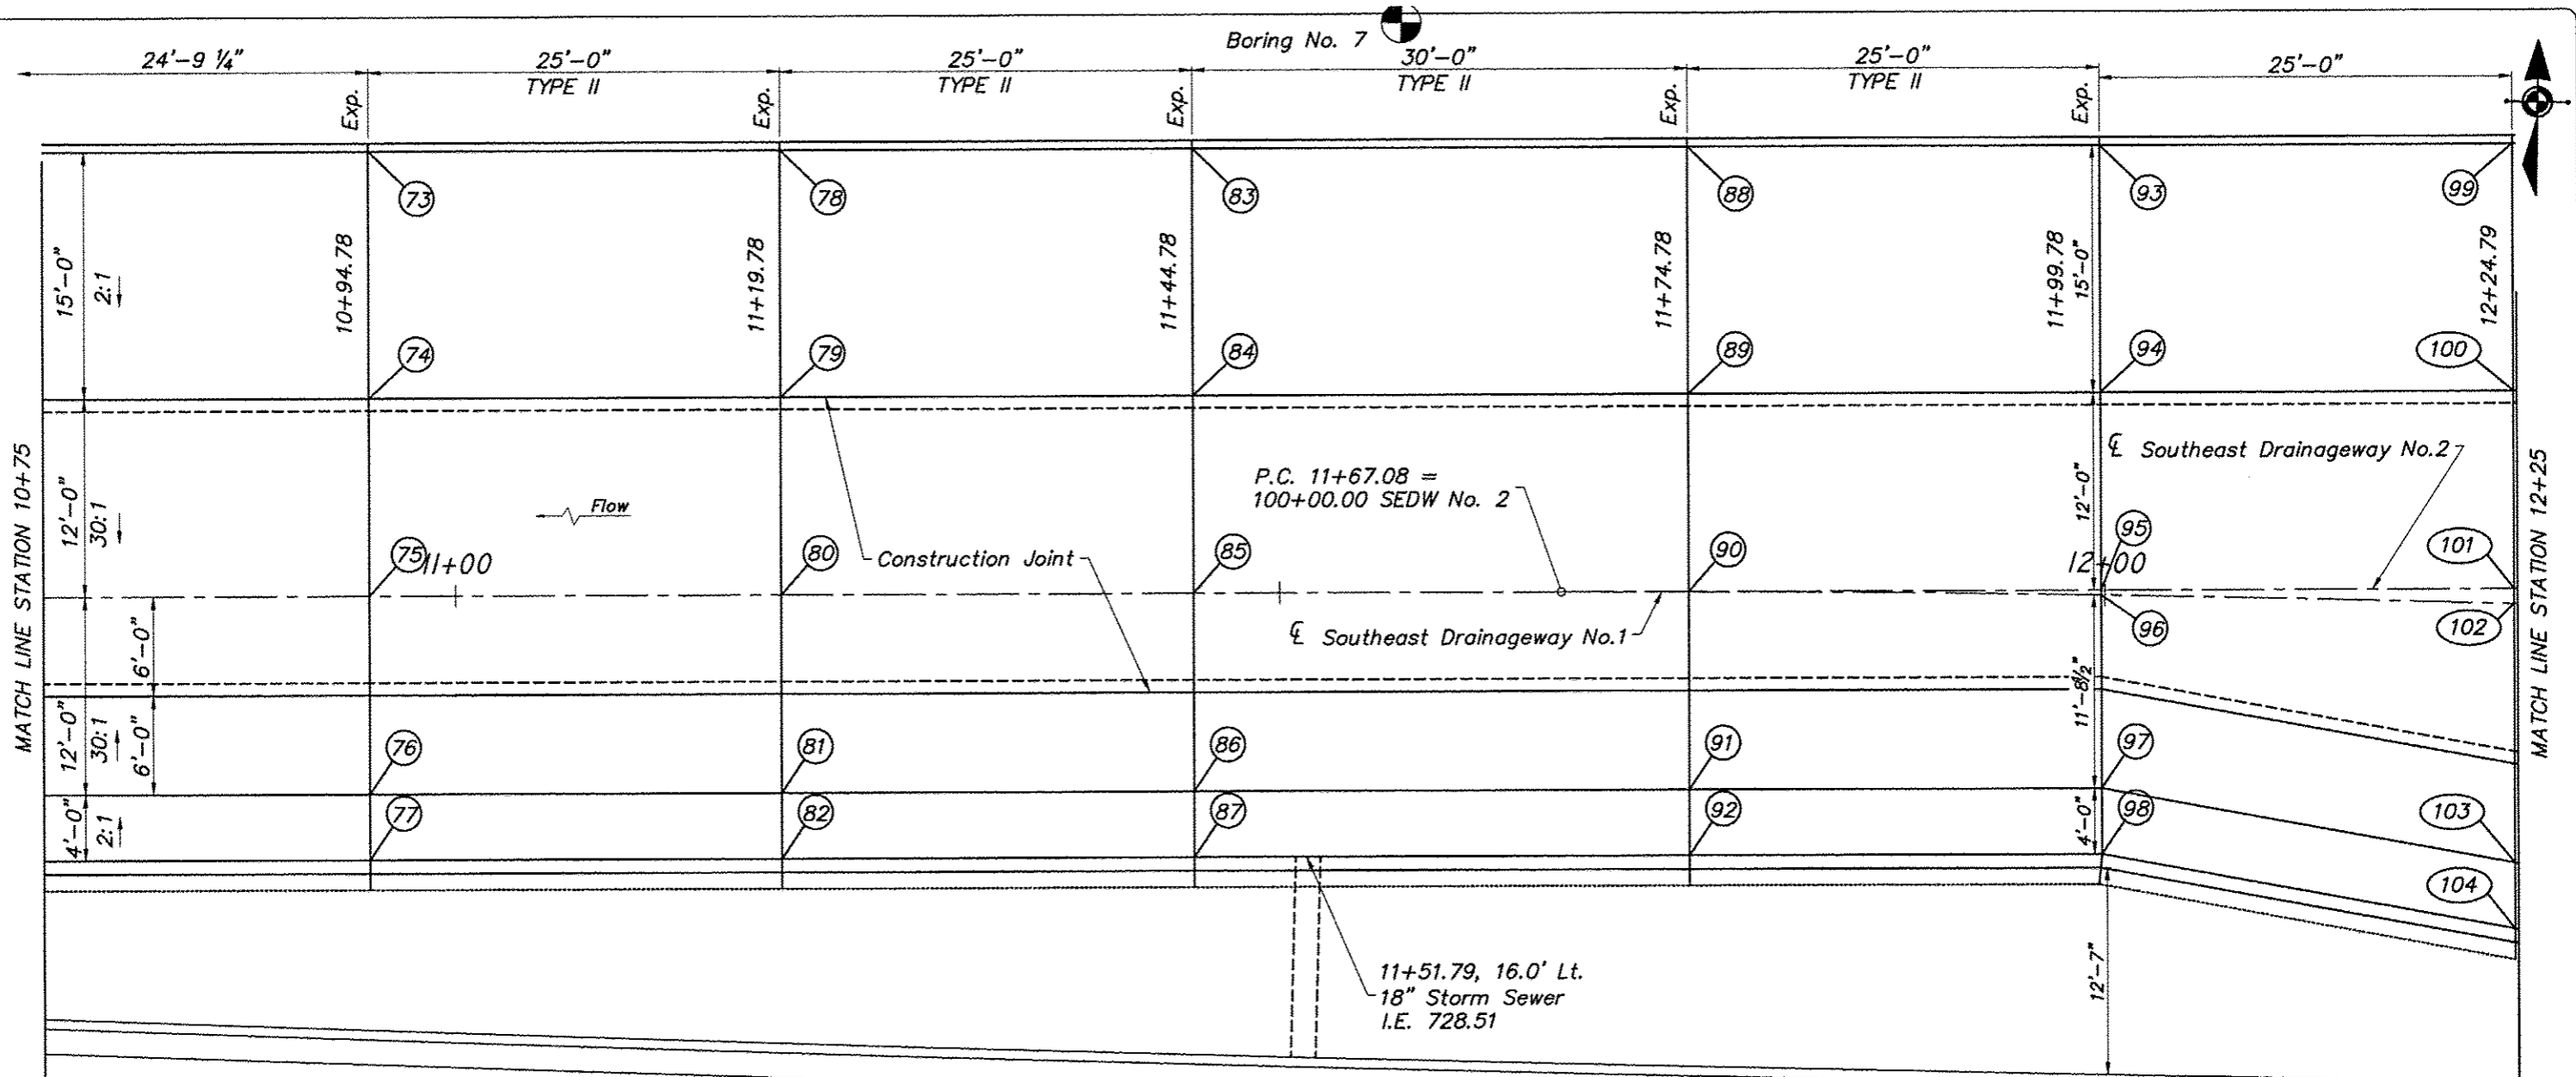 Boring No. 7
24'-9 ¼"
25'-0"
TYPE II
25'-0"
TYPE II
30'-0"
TYPE II
25'-0"
TYPE II
25'-0"
Exp.
Exp.
Exp.
Exp.
Exp.
73
78
83
88
93
99
15'-0"
2:1
10+94.78
11+19.78
11+44.78
11+74.78
11+99.78
15'-0"
12+24.79
74
79
84
89
94
100
MATCH LINE STATION 10+75
12'-0"
30:1
Flow
P.C. 11+67.08 =
100+00.00 SEDW No. 2
℄ Southeast Drainageway No.2
12'-0"
MATCH LINE STATION 12+25
75
11+00
80
Construction Joint
85
90
95
12+00
101
6'-0"
℄ Southeast Drainageway No.1
96
102
12'-0"
30:1
6'-0"
11'-8½"
76
81
86
91
97
103
4'-0"
2:1
77
82
87
92
4'-0"
98
104
11+51.79, 16.0' Lt.
18" Storm Sewer
I.E. 728.51
12'-7"